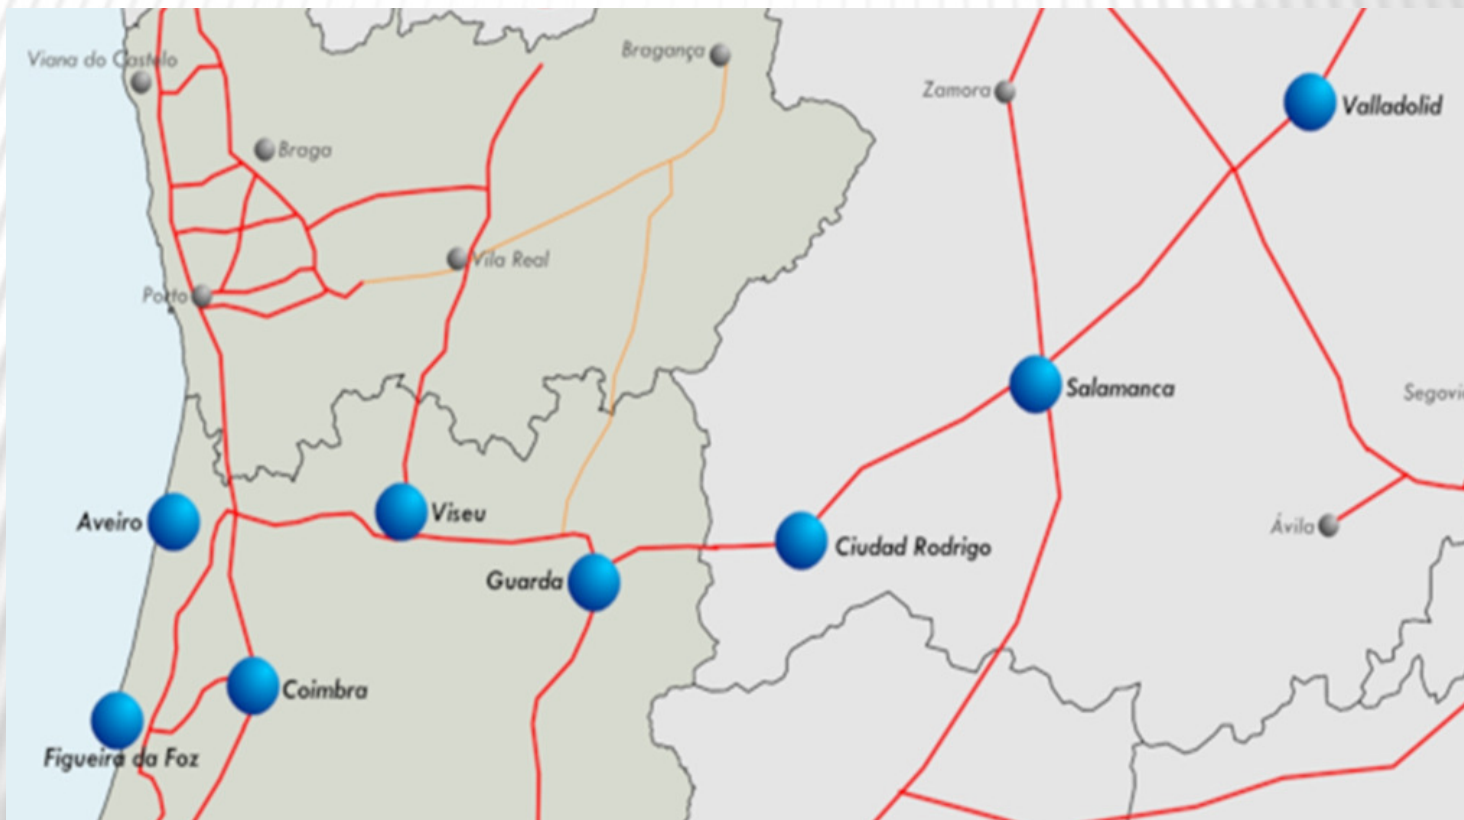 Bragança
Viana do Castelo
Zamora
Valladolid
Braga
Vila Real
Porto
Salamanca
Aveiro
Viseu
Ávila
Ciudad Rodrigo
Guarda
Coimbra
Figueira da Foz